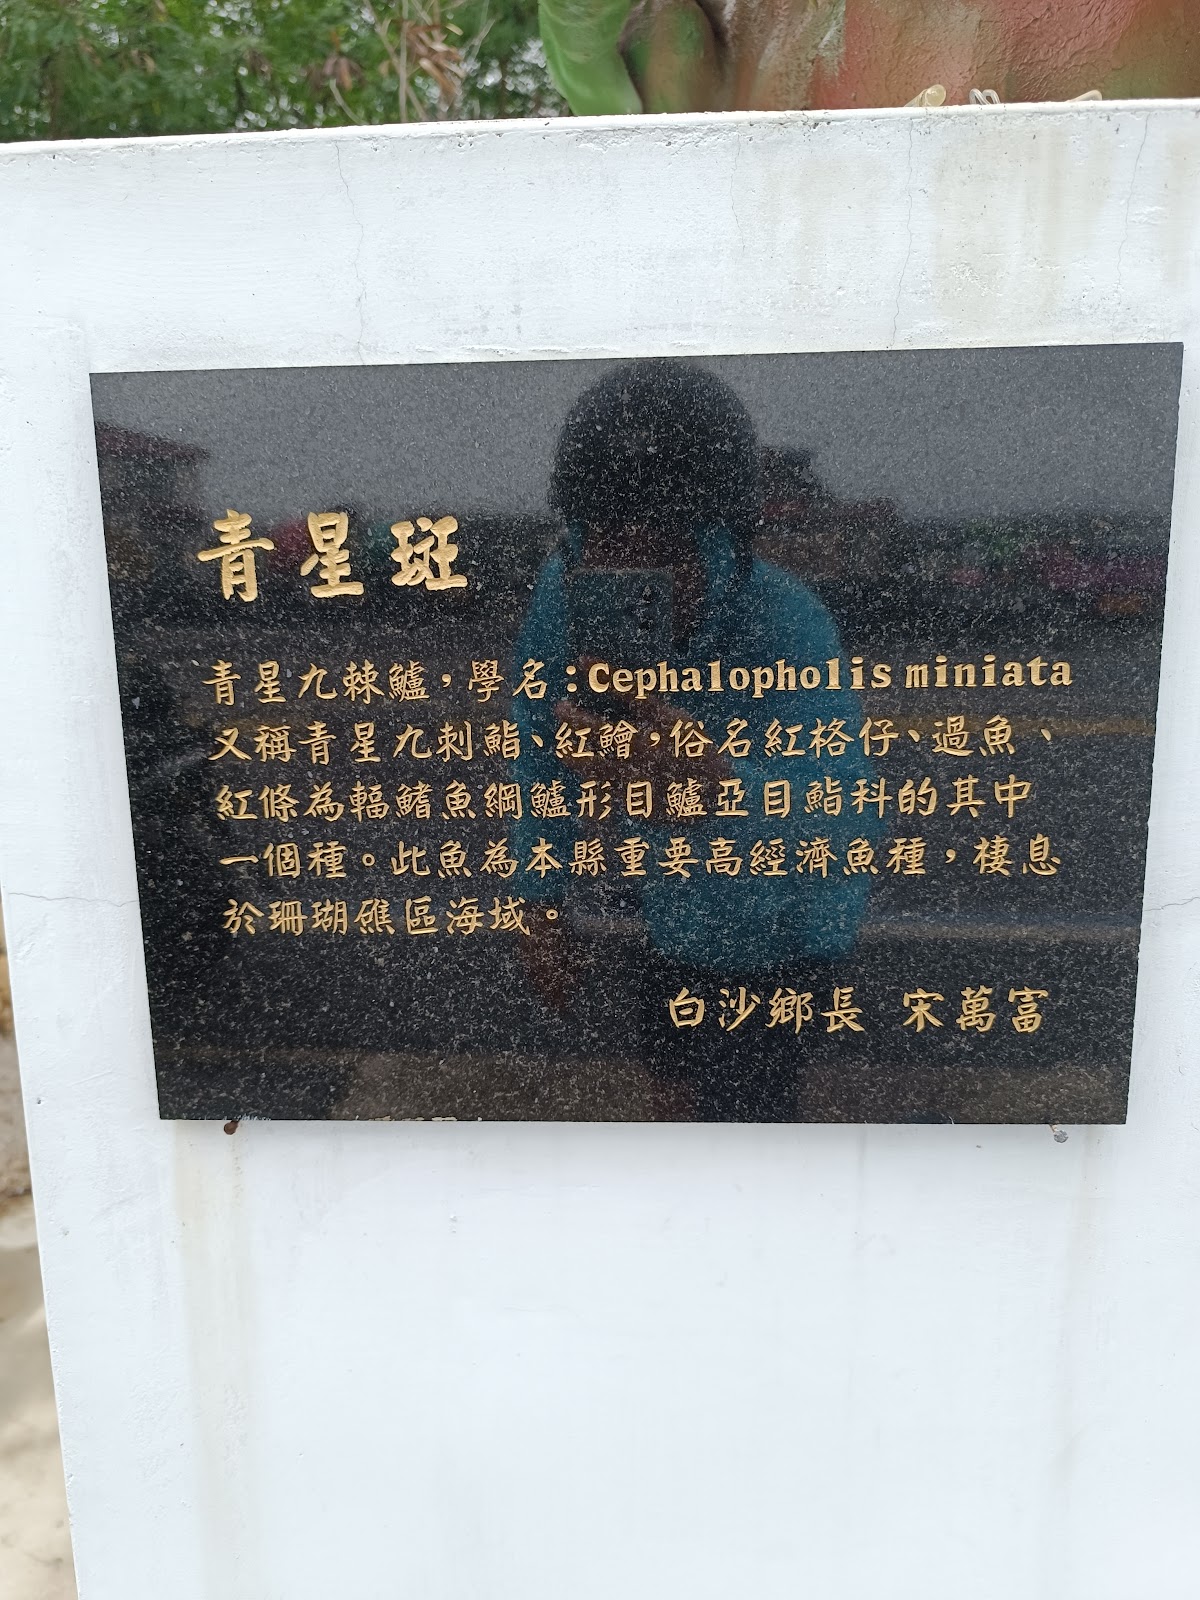 青星斑
青星九棘鱸，學名：Cephalopholis miniata
又稱青星九刺鮨、紅鱠，俗名紅格仔、過魚、
紅條為輻鰭魚綱鱸形目鱸亞目鮨科的其中
一個種。此魚為本縣重要高經濟魚種，棲息
於珊瑚礁區海域。
白沙鄉長 宋萬富